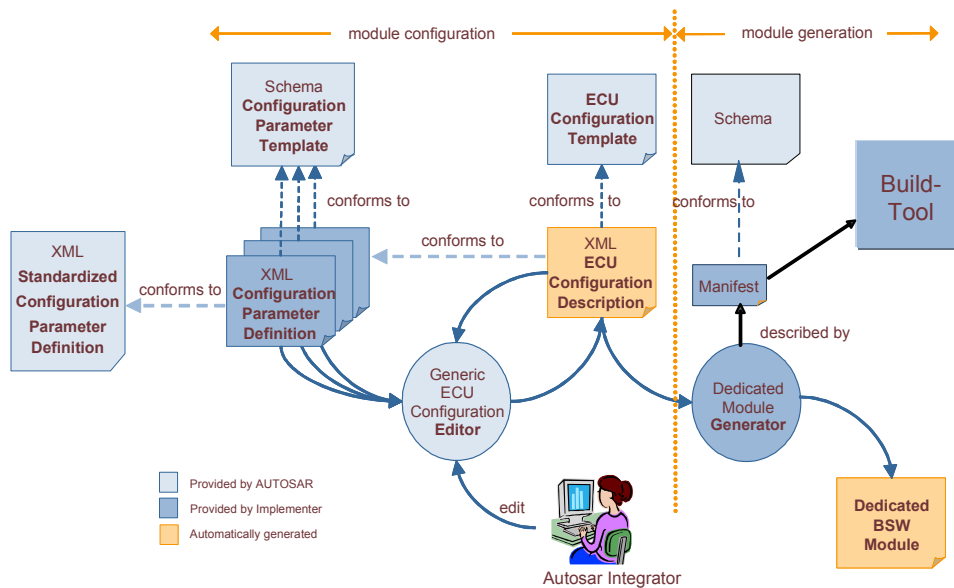 module configuration
module generation
Schema
Configuration
Parameter
Template
ECU
Configuration
Template
Schema
Build-
Tool
conforms to
conforms to
conforms to
conforms to
XML
Standardized
Configuration
Parameter
Definition
conforms to
XML
Configuration
Parameter
Definition
XML
ECU
Configuration
Description
Manifest
described by
Generic
ECU
Configuration
Editor
Dedicated
Module
Generator
Provided by AUTOSAR
Provided by Implementer
Automatically generated
edit
Autosar Integrator
Dedicated
BSW
Module